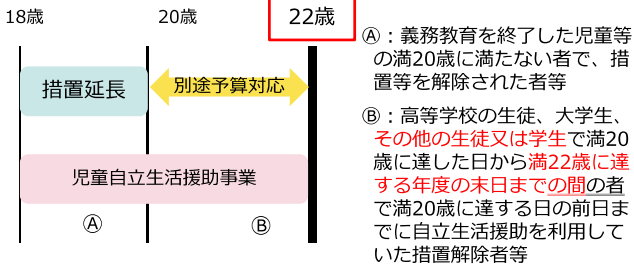 18歳
20歳
22歳
措置延長
別途予算対応
児童自立生活援助事業
Ⓐ
Ⓑ
Ⓐ：義務教育を終了した児童等
の満20歳に満たない者で、措
置等を解除された者等
Ⓑ：高等学校の生徒、大学生、
その他の生徒又は学生で満20
歳に達した日から満22歳に達
する年度の末日までの間の者
で満20歳に達する日の前日ま
でに自立生活援助を利用して
いた措置解除者等